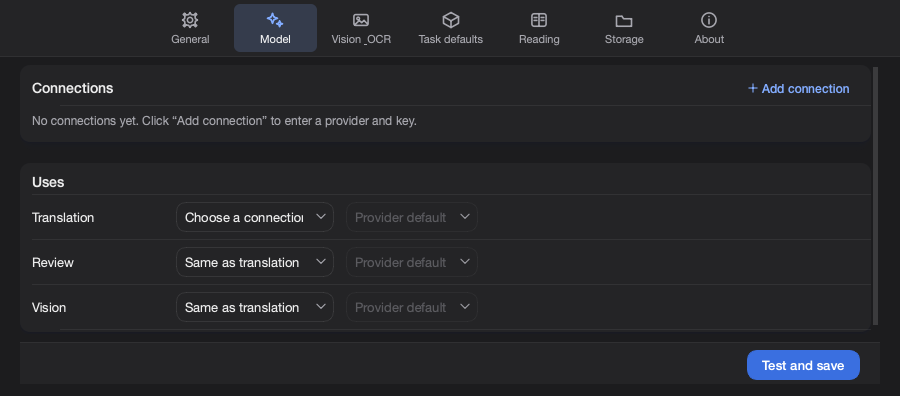 General
Model
Vision _OCR
Task defaults
Reading
Storage
About
Connections
+ Add connection
No connections yet. Click “Add connection” to enter a provider and key.
Uses
Translation
Choose a connection
Provider default
Review
Same as translation
Provider default
Vision
Same as translation
Provider default
Test and save